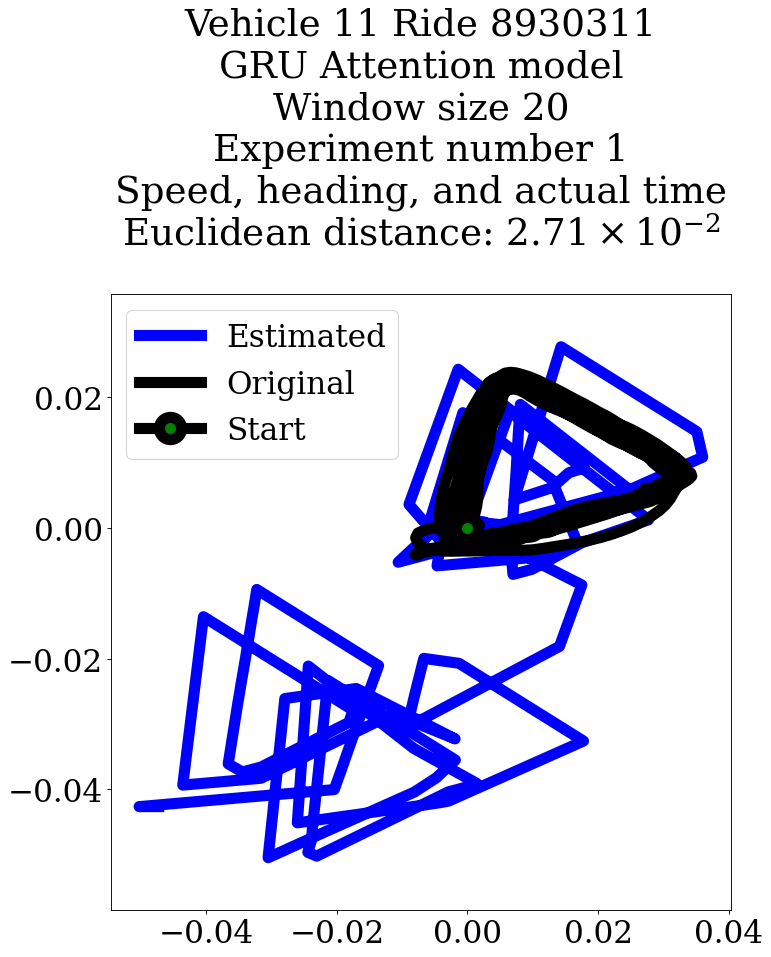 Vehicle 11 Ride 8930311
GRU Attention model
Window size 20
Experiment number 1
Speed, heading, and actual time
Euclidean distance: 2.71 × 10⁻²
Estimated
Original
Start
0.02
0.00
−0.02
−0.04
−0.04
−0.02
0.00
0.02
0.04